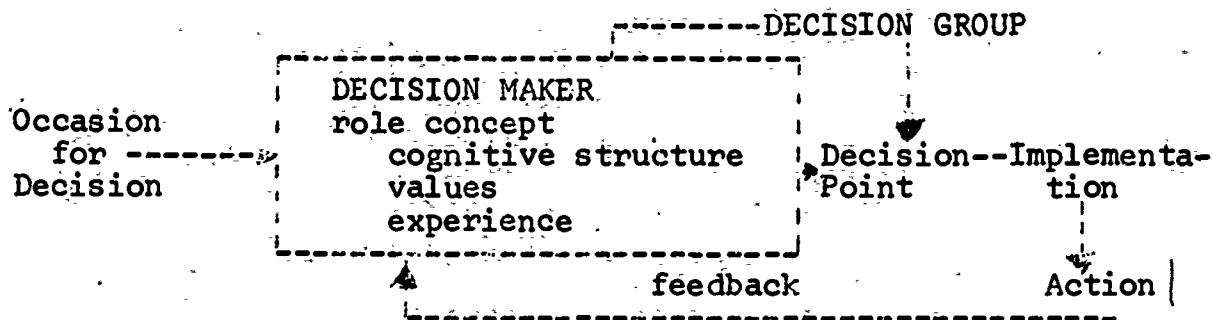 DECISION GROUP
DECISION MAKER
Occasion role concept
for cognitive structure Decision--Implementa-
Decision values Point tion
experience
feedback Action